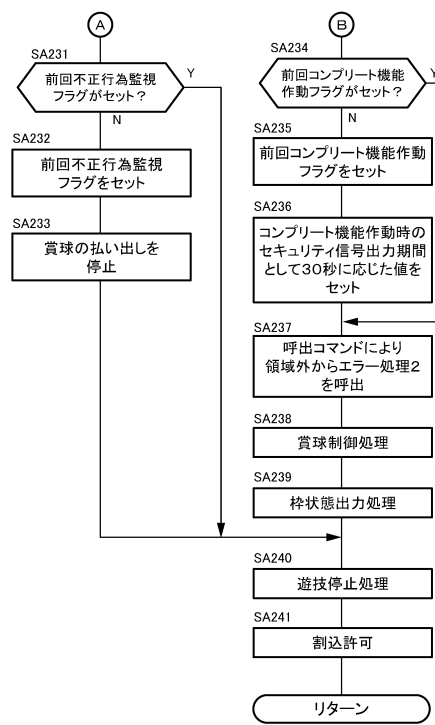 A
SA231
前回不正行為監視
フラグがセット？
Y
N
SA232
前回不正行為監視
フラグをセット
SA233
賞球の払い出しを
停止
B
SA234
前回コンプリート機能
作動フラグがセット？
Y
N
SA235
前回コンプリート機能作動
フラグをセット
SA236
コンプリート機能作動時の
セキュリティ信号出力期間
として30秒に応じた値を
セット
SA237
呼出コマンドにより
領域外からエラー処理２
を呼出
SA238
賞球制御処理
SA239
枠状態出力処理
SA240
遊技停止処理
SA241
割込許可
リターン